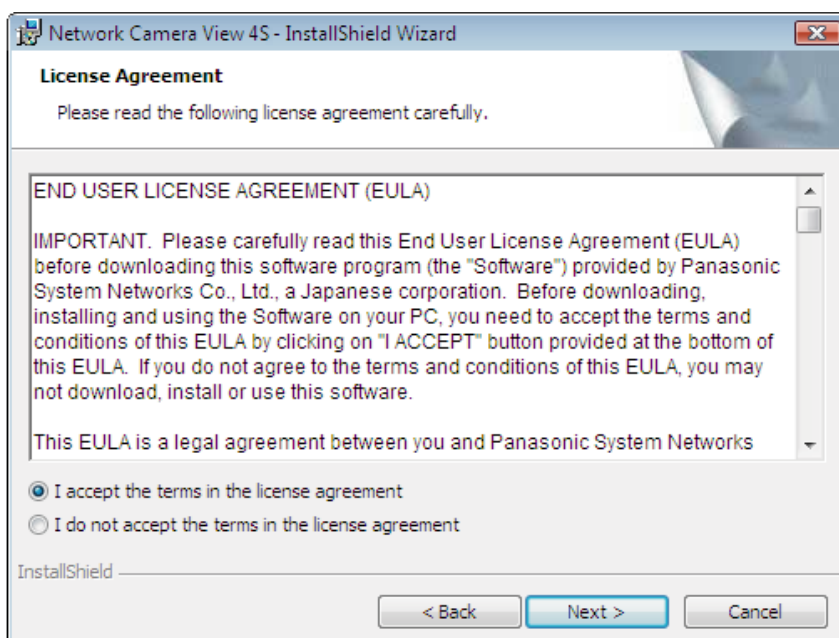 Network Camera View 4S - InstallShield Wizard
License Agreement
Please read the following license agreement carefully.
END USER LICENSE AGREEMENT (EULA)
IMPORTANT.  Please carefully read this End User License Agreement (EULA)
before downloading this software program (the "Software") provided by Panasonic
System Networks Co., Ltd., a Japanese corporation.  Before downloading,
installing and using the Software on your PC, you need to accept the terms and
conditions of this EULA by clicking on "I ACCEPT" button provided at the bottom of
this EULA.  If you do not agree to the terms and conditions of this EULA, you may
not download, install or use this software.
This EULA is a legal agreement between you and Panasonic System Networks
I accept the terms in the license agreement
I do not accept the terms in the license agreement
InstallShield
< Back
Next >
Cancel